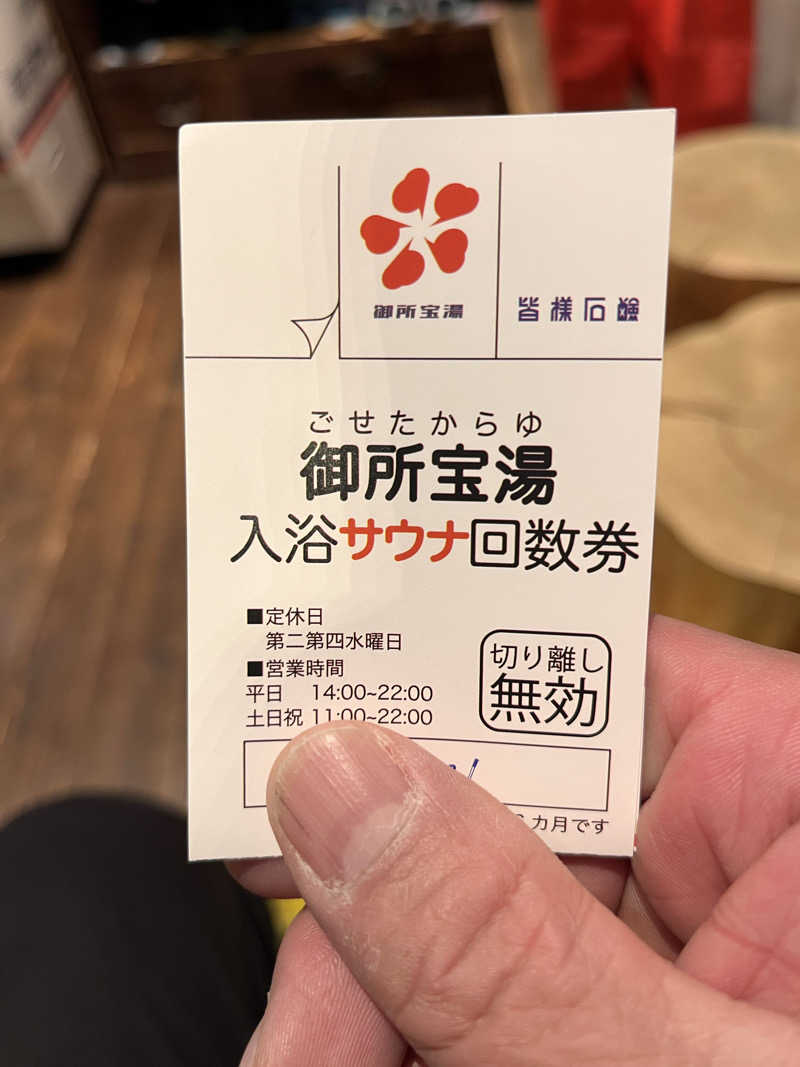 御所宝湯
皆様石鹸
ごせたからゆ
御所宝湯
入浴サウナ回数券
■定休日
第二第四水曜日
■営業時間
平日 14:00~22:00
土日祝 11:00~22:00
切り離し
無効
カ月です